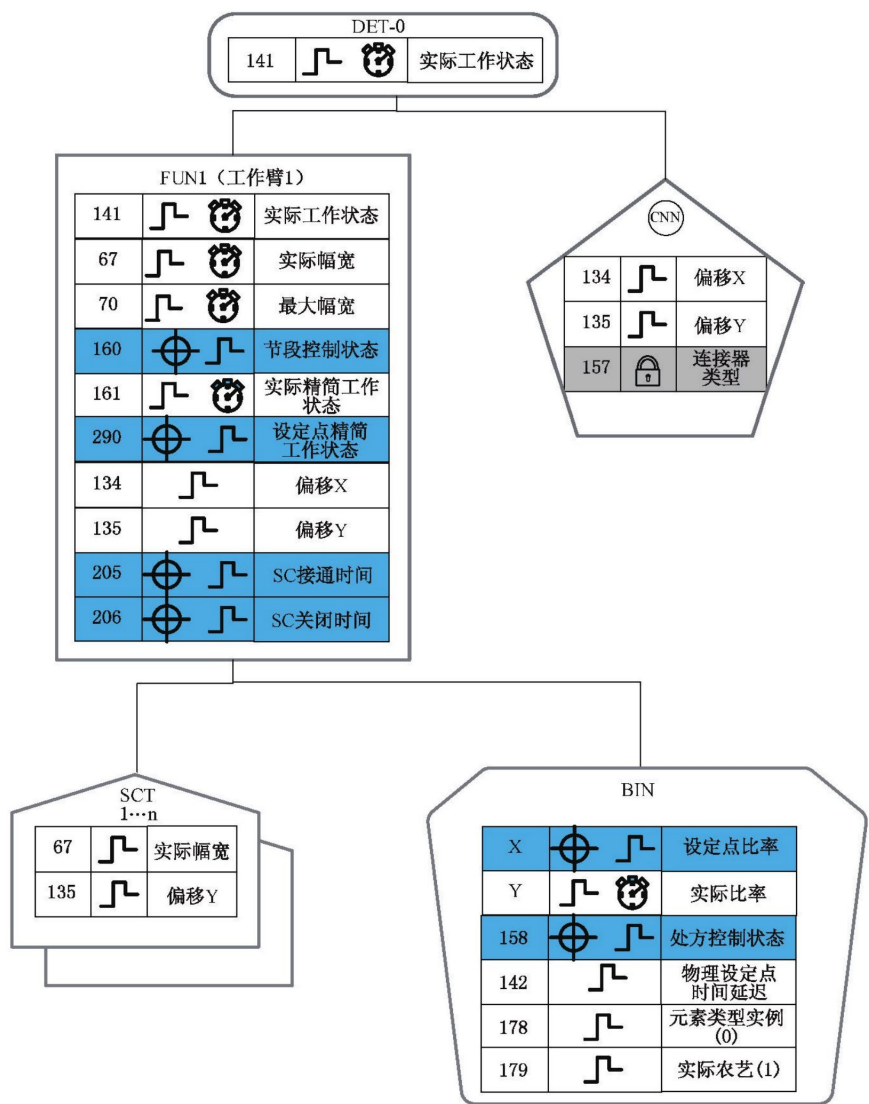 DET-0
141 实际工作状态
FUN1（工作臂1）
141 实际工作状态
67 实际幅宽
70 最大幅宽
160 节段控制状态
161 实际精简工作
状态
290 设定点精简
工作状态
134 偏移X
135 偏移Y
205 SC接通时间
206 SC关闭时间
CNN
134 偏移X
135 偏移Y
157 连接器
类型
SCT
1…n
67 实际幅宽
135 偏移Y
BIN
X 设定点比率
Y 实际比率
158 处方控制状态
142 物理设定点
时间延迟
178 元素类型实例
(0)
179 实际农艺(1)